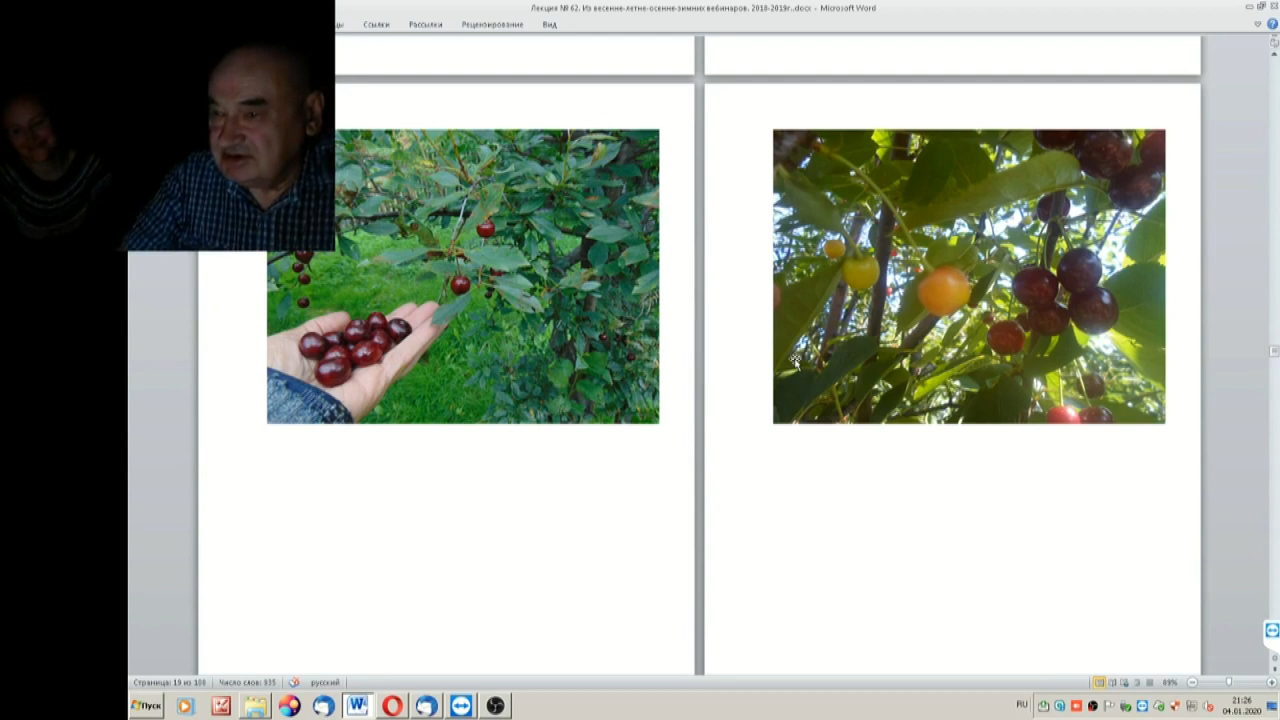 Лекция № 62. Из весенне-летне-осенне-зимних вебинаров. 2018-2019г..docx - Microsoft Word
Ссылки
Рассылки
Рецензирование
Вид
Страница: 19 из 108
Число слов: 935
русский
89%
Пуск
W
RU
21:26
04.01.2020